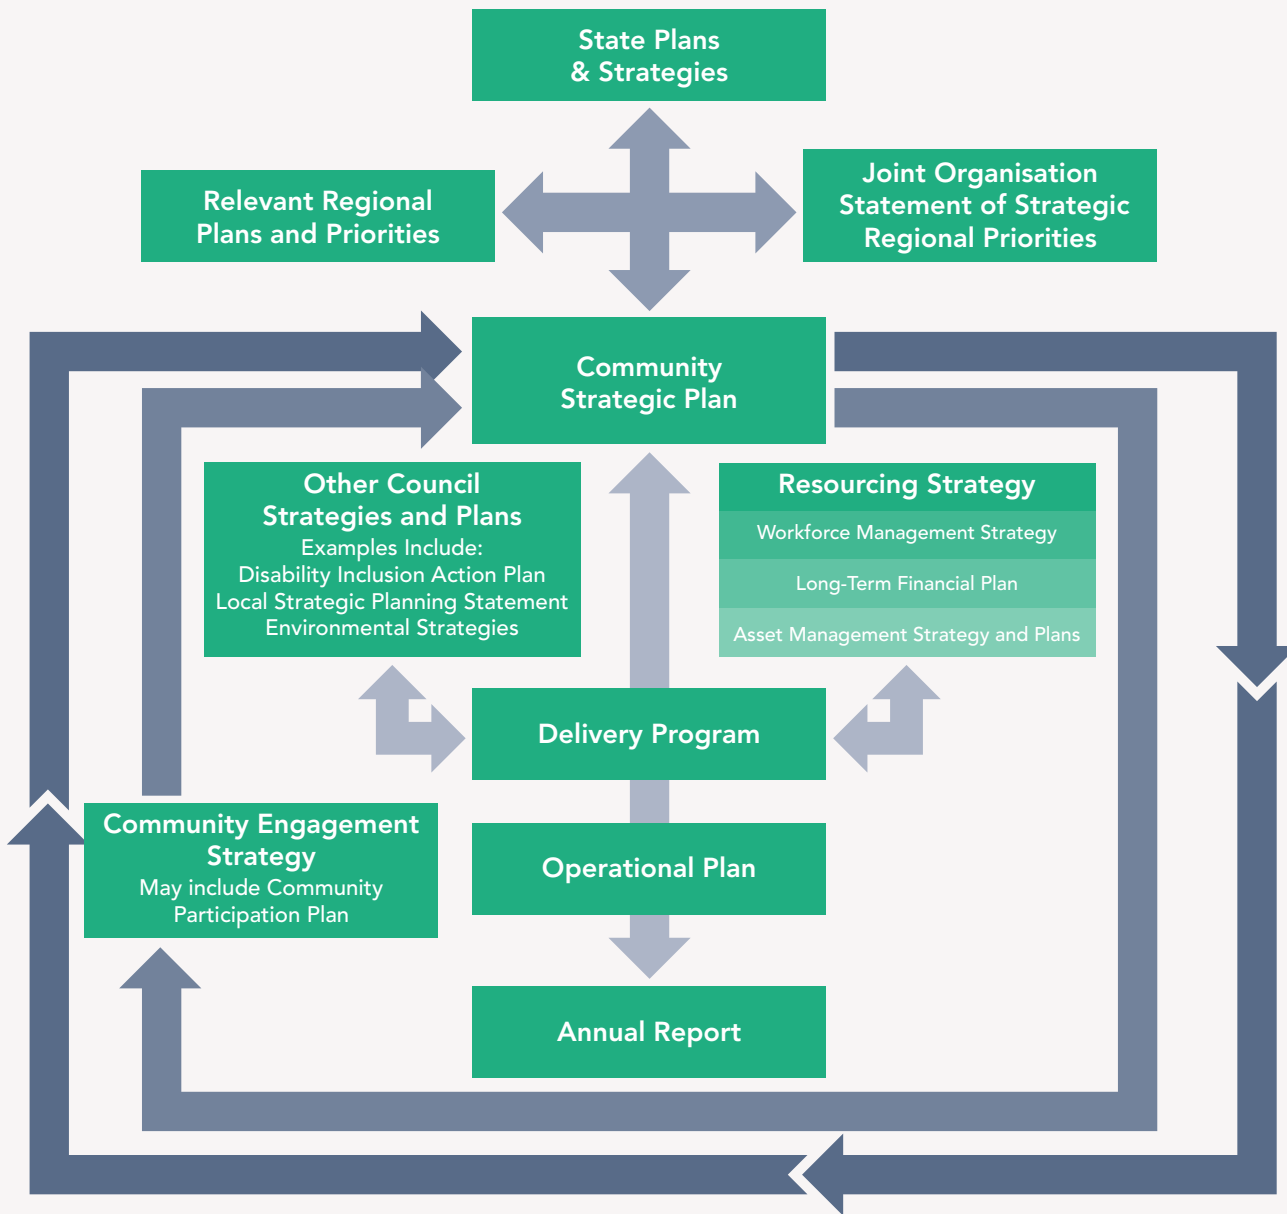 State Plans
& Strategies
Relevant Regional
Plans and Priorities
Joint Organisation
Statement of Strategic
Regional Priorities
Community
Strategic Plan
Other Council
Strategies and Plans
Examples Include:
Disability Inclusion Action Plan
Local Strategic Planning Statement
Environmental Strategies
Resourcing Strategy
Workforce Management Strategy
Long-Term Financial Plan
Asset Management Strategy and Plans
Delivery Program
Community Engagement
Strategy
May include Community
Participation Plan
Operational Plan
Annual Report